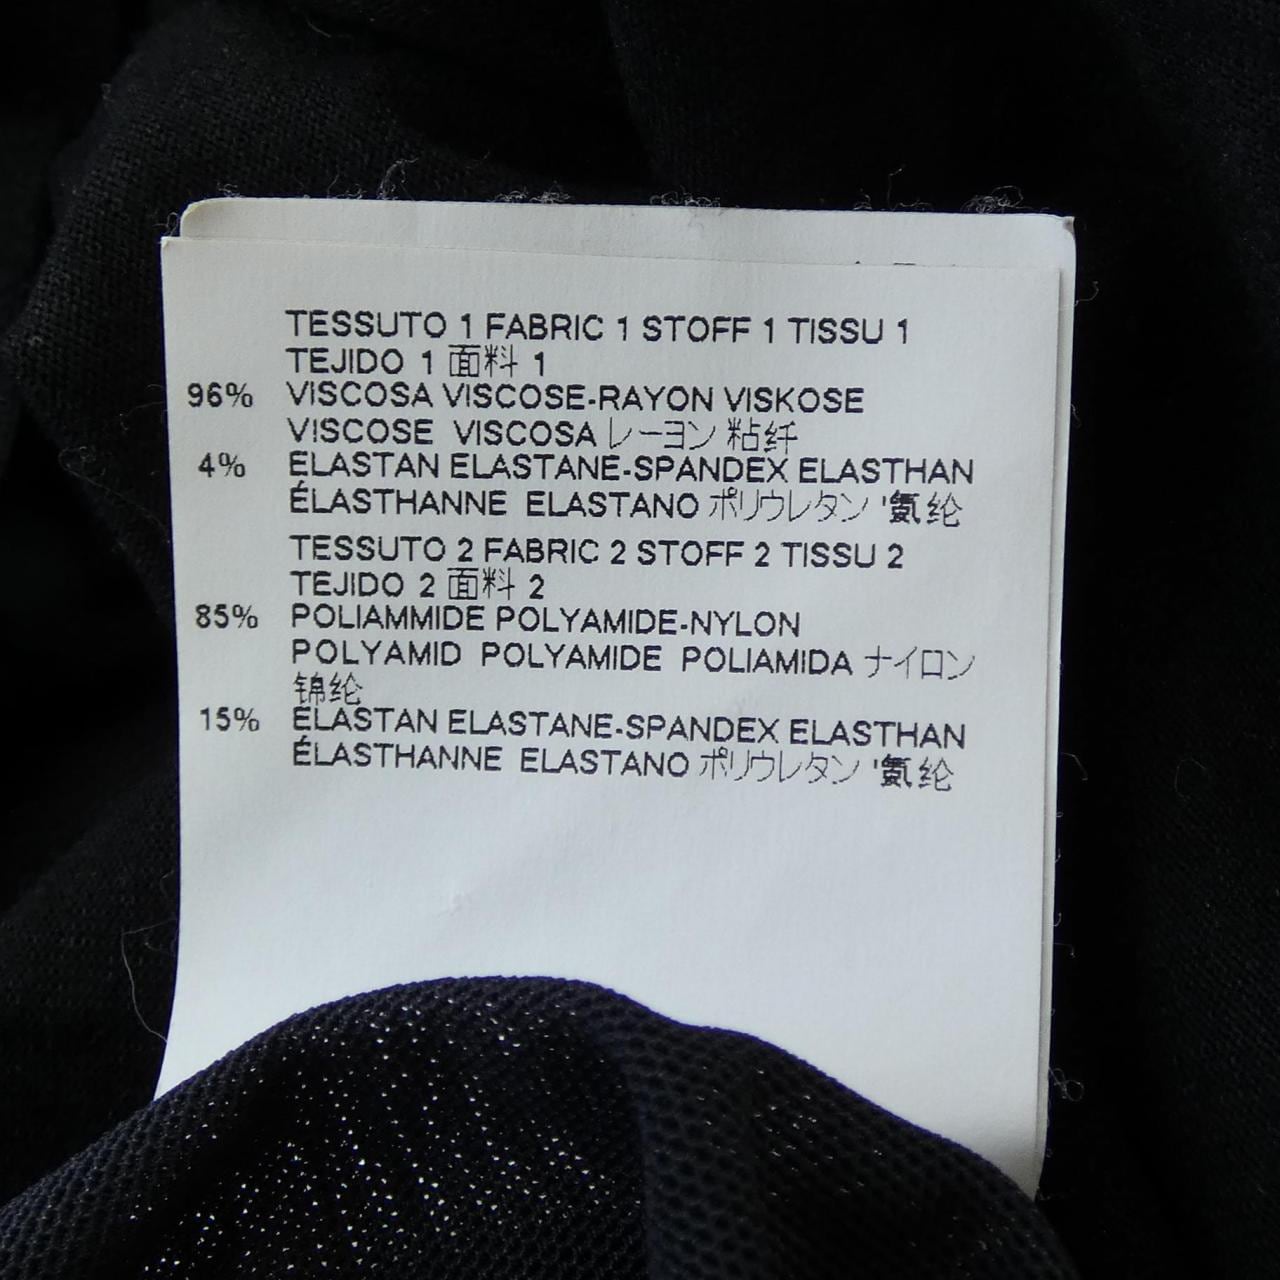 TESSUTO 1 FABRIC 1 STOFF 1 TISSU 1
TEJIDO 1 面料 1
96% VISCOSA VISCOSE-RAYON VISKOSE
VISCOSE VISCOSA レーヨン 粘纤
4% ELASTAN ELASTANE-SPANDEX ELASTHAN
ÉLASTHANNE ELASTANO ポリウレタン '氨纶
TESSUTO 2 FABRIC 2 STOFF 2 TISSU 2
TEJIDO 2 面料 2
85% POLIAMMIDE POLYAMIDE-NYLON
POLYAMID POLYAMIDE POLIAMIDA ナイロン
锦纶
15% ELASTAN ELASTANE-SPANDEX ELASTHAN
ÉLASTHANNE ELASTANO ポリウレタン '氨纶